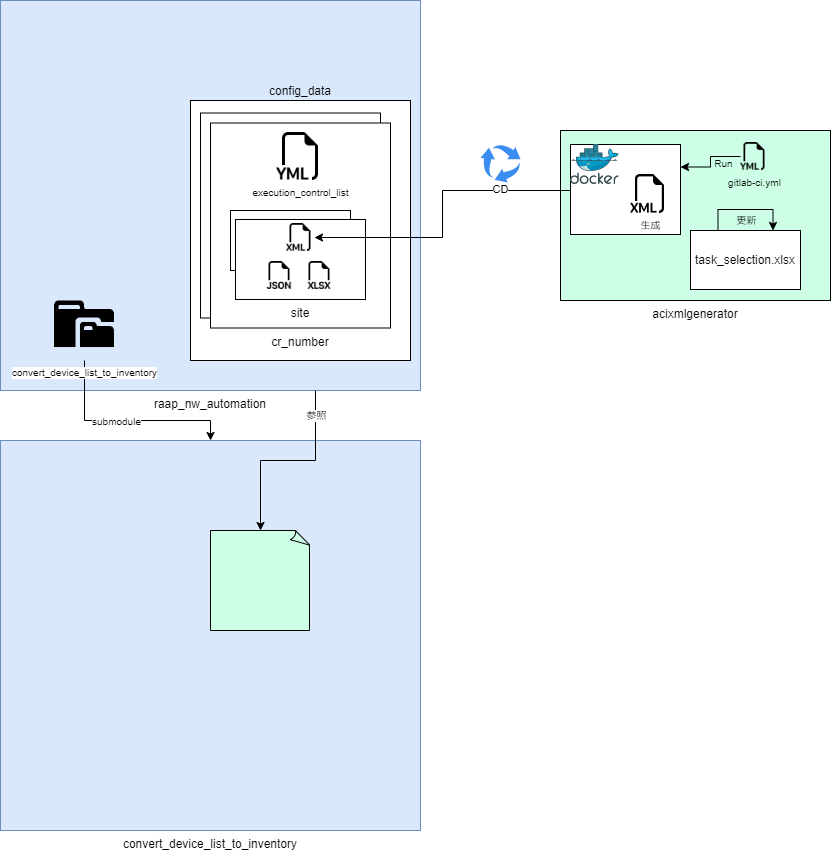 config_data
YML
execution_control_list
XML
JSON
XLSX
site
cr_number
CD
docker
XML
生成
Run
YML
gitlab-ci.yml
更新
task_selection.xlsx
acixmlgenerator
convert_device_list_to_inventory
raap_nw_automation
submodule
参照
convert_device_list_to_inventory